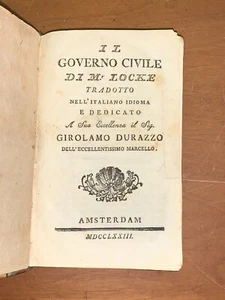 IL
GOVERNO CIVILE
DI Mr LOCKE
TRADOTTO
NELL'ITALIANO IDIOMA
E DEDICATO
A Sua Eccellenza il Sig.
GIROLAMO DURAZZO
DELL'ECCELLENTISSIMO MARCELLO.
AMSTERDAM
MDCCLXXIII.